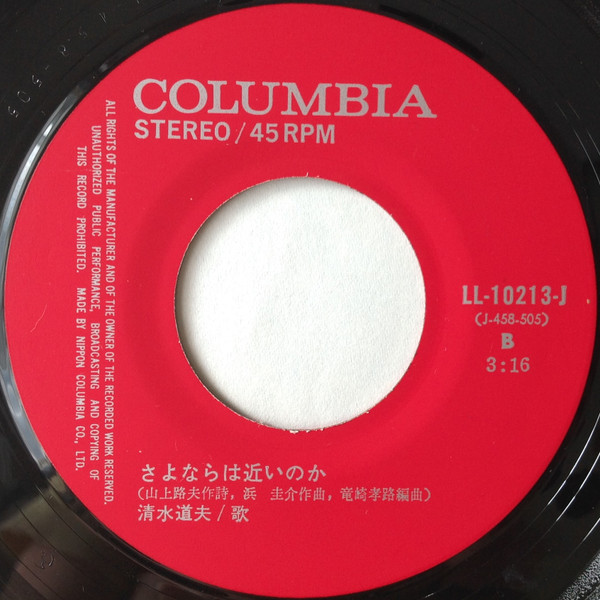 COLUMBIA
STEREO/45 RPM
ALL RIGHTS OF THE MANUFACTURER AND OF THE OWNER OF THE RECORDED WORK RESERVED.
UNAUTHORIZED PUBLIC PERFORMANCE, BROADCASTING AND COPYING OF
THIS RECORD PROHIBITED. MADE BY NIPPON COLUMBIA CO., LTD.
LL-10213-J
(J-458-505)
B
3:16
さよならは近いのか
(山上路夫作詩,浜 圭介作曲,竜崎孝路編曲)
清水道夫/歌